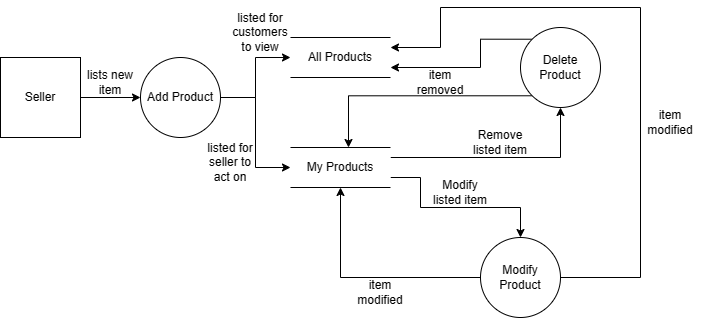 listed for
customers
to view
All Products
Delete
Product
Seller
lists new
item
Add Product
item
removed
item
modified
listed for
seller to
act on
My Products
Remove
listed item
Modify
listed item
Modify
Product
item
modified